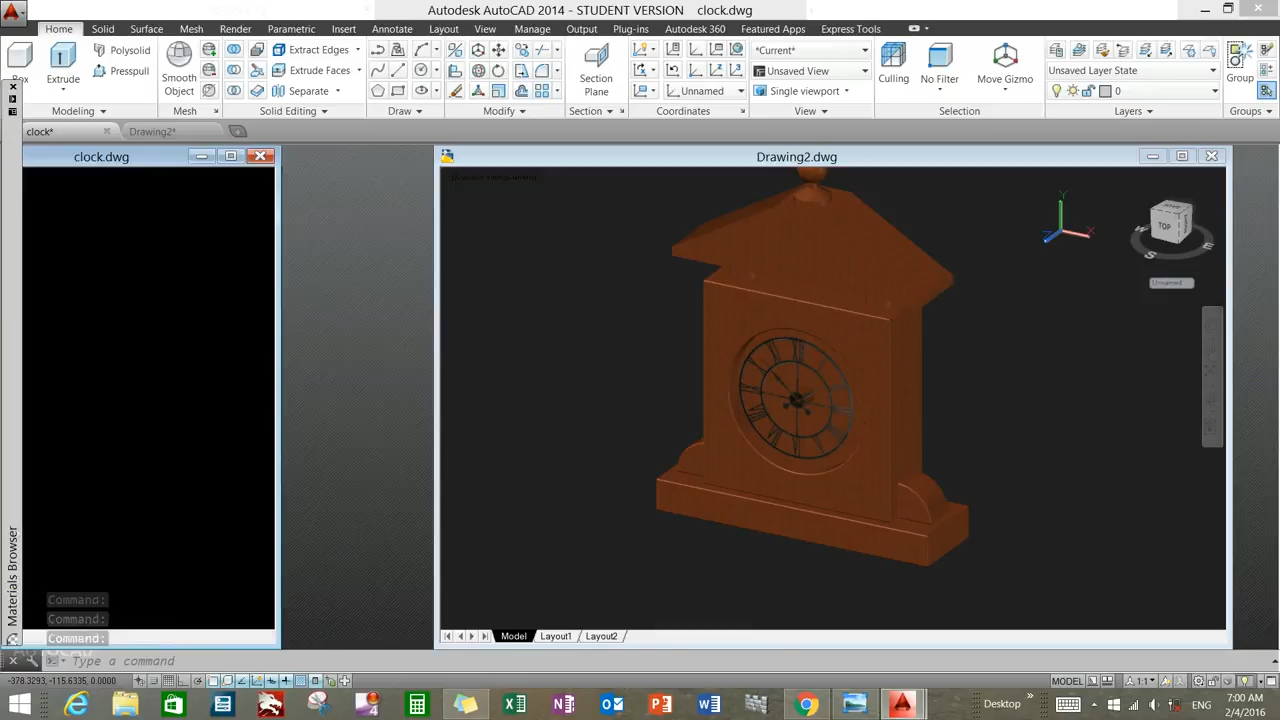 Autodesk AutoCAD 2014 - STUDENT VERSION clock.dwg
Home Solid Surface Mesh Render Parametric Insert Annotate Layout View Manage Output Plug-ins Autodesk 360 Featured Apps Express Tools
Box
Extrude
Polysolid
Presspull
Smooth
Object
Extract Edges
Extrude Faces
Separate
Section
Plane
*Current*
Unnamed
Unsaved View
Single viewport
Culling
No Filter
Move Gizmo
Unsaved Layer State
0
Group
Modeling
Mesh
Solid Editing
Draw
Modify
Section
Coordinates
View
Selection
Layers
Groups
clock*
Drawing2*
clock.dwg
Drawing2.dwg
TOP
S
E
Unnamed
X
Y
Materials Browser
Command:
Command:
Command:
Model Layout1 Layout2
Type a command
-378.3293, -115.6335, 0.0000
MODEL
1:1
Desktop
ENG
7:00 AM
2/4/2016